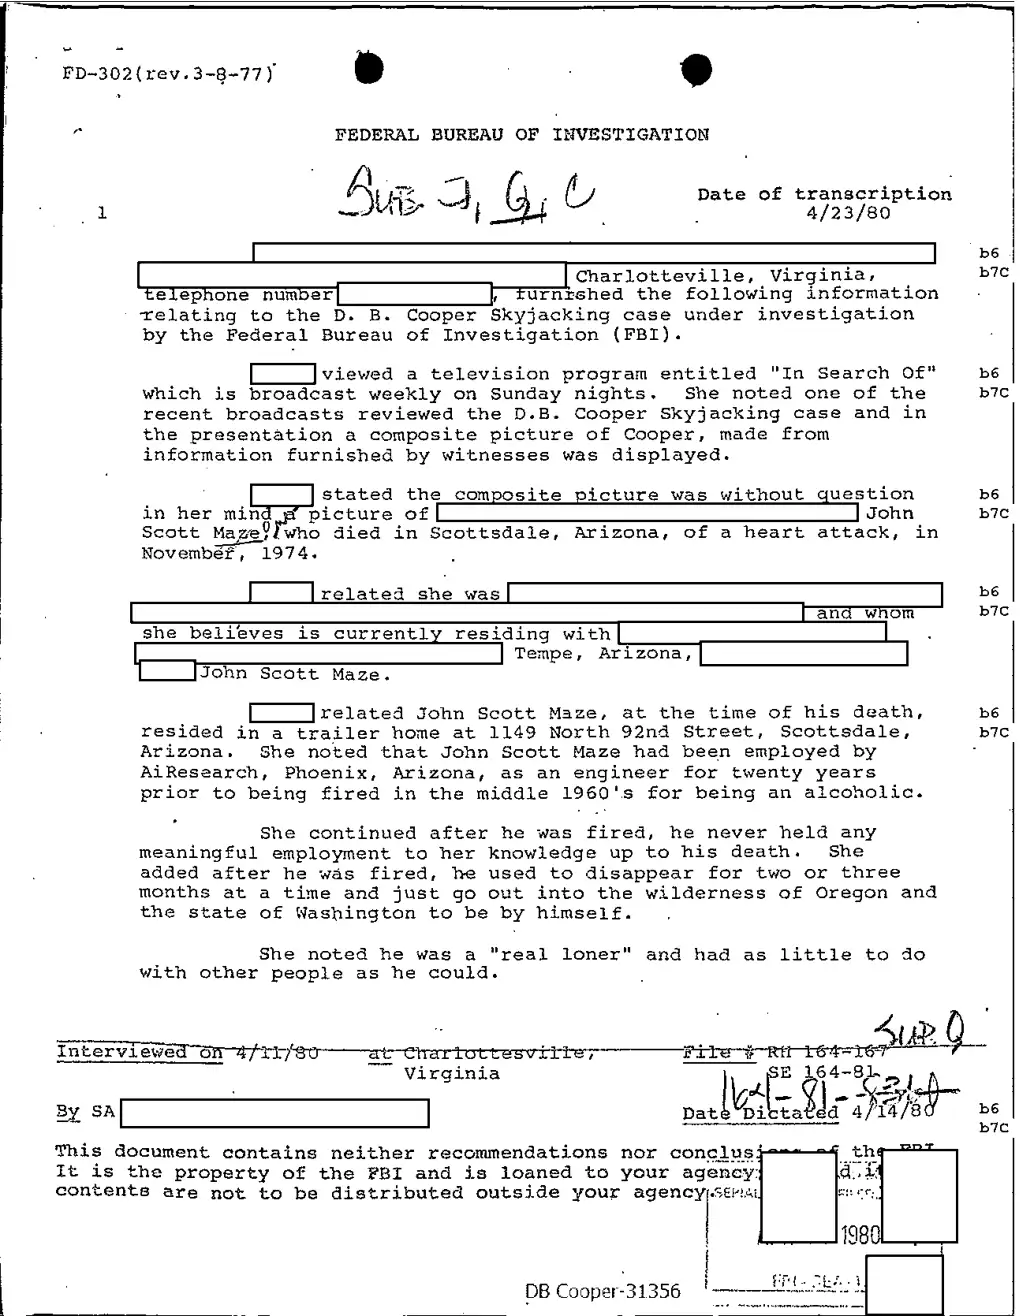 FD-302(rev.3-8-77)
FEDERAL BUREAU OF INVESTIGATION
SUB J, G, C
Date of transcription
1 4/23/80
b6
Charlotteville, Virginia, b7C
telephone number , furnished the following information
relating to the D. B. Cooper Skyjacking case under investigation
by the Federal Bureau of Investigation (FBI).
viewed a television program entitled "In Search Of" b6
which is broadcast weekly on Sunday nights. She noted one of the b7C
recent broadcasts reviewed the D.B. Cooper Skyjacking case and in
the presentation a composite picture of Cooper, made from
information furnished by witnesses was displayed.
stated the composite picture was without question b6
in her mind a picture of John b7C
Scott Maze, who died in Scottsdale, Arizona, of a heart attack, in
November, 1974.
related she was b6
and whom b7C
she believes is currently residing with
Tempe, Arizona,
John Scott Maze.
related John Scott Maze, at the time of his death, b6
resided in a trailer home at 1149 North 92nd Street, Scottsdale, b7C
Arizona. She noted that John Scott Maze had been employed by
AiResearch, Phoenix, Arizona, as an engineer for twenty years
prior to being fired in the middle 1960's for being an alcoholic.
She continued after he was fired, he never held any
meaningful employment to her knowledge up to his death. She
added after he was fired, he used to disappear for two or three
months at a time and just go out into the wilderness of Oregon and
the state of Washington to be by himself.
She noted he was a "real loner" and had as little to do
with other people as he could.
SUB Q
Interviewed on 4/11/80 at Charlottesville, File # RH 164-167
Virginia SE 164-81
164-81-
By SA Date Dictated 4/14/80 b6
b7C
This document contains neither recommendations nor conclusions of the FBI.
It is the property of the FBI and is loaned to your agency;
contents are not to be distributed outside your agency.
SERIAL
1980
DB Cooper-31356